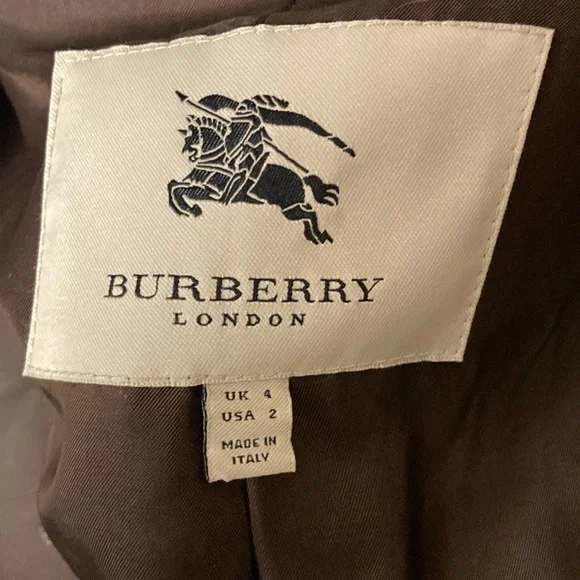 BURBERRY
LONDON
UK 4
USA 2
MADE IN
ITALY